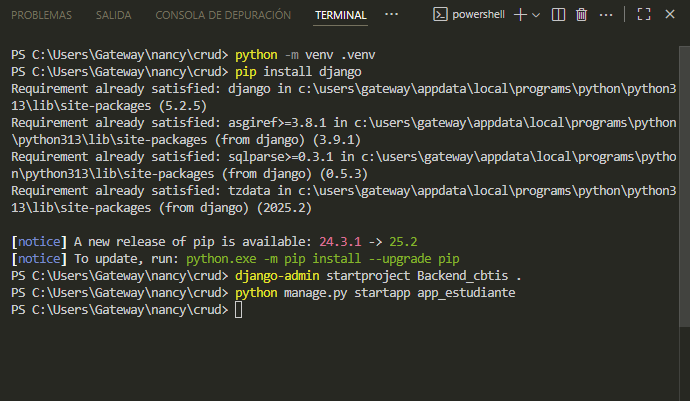 PROBLEMAS SALIDA CONSOLA DE DEPURACIÓN TERMINAL ··· powershell
PS C:\Users\Gateway\nancy\crud> python -m venv .venv
PS C:\Users\Gateway\nancy\crud> pip install django
Requirement already satisfied: django in c:\users\gateway\appdata\local\programs\python\python3
13\lib\site-packages (5.2.5)
Requirement already satisfied: asgiref>=3.8.1 in c:\users\gateway\appdata\local\programs\python
\python313\lib\site-packages (from django) (3.9.1)
Requirement already satisfied: sqlparse>=0.3.1 in c:\users\gateway\appdata\local\programs\pytho
n\python313\lib\site-packages (from django) (0.5.3)
Requirement already satisfied: tzdata in c:\users\gateway\appdata\local\programs\python\python3
13\lib\site-packages (from django) (2025.2)
[notice] A new release of pip is available: 24.3.1 -> 25.2
[notice] To update, run: python.exe -m pip install --upgrade pip
PS C:\Users\Gateway\nancy\crud> django-admin startproject Backend_cbtis .
PS C:\Users\Gateway\nancy\crud> python manage.py startapp app_estudiante
PS C:\Users\Gateway\nancy\crud>